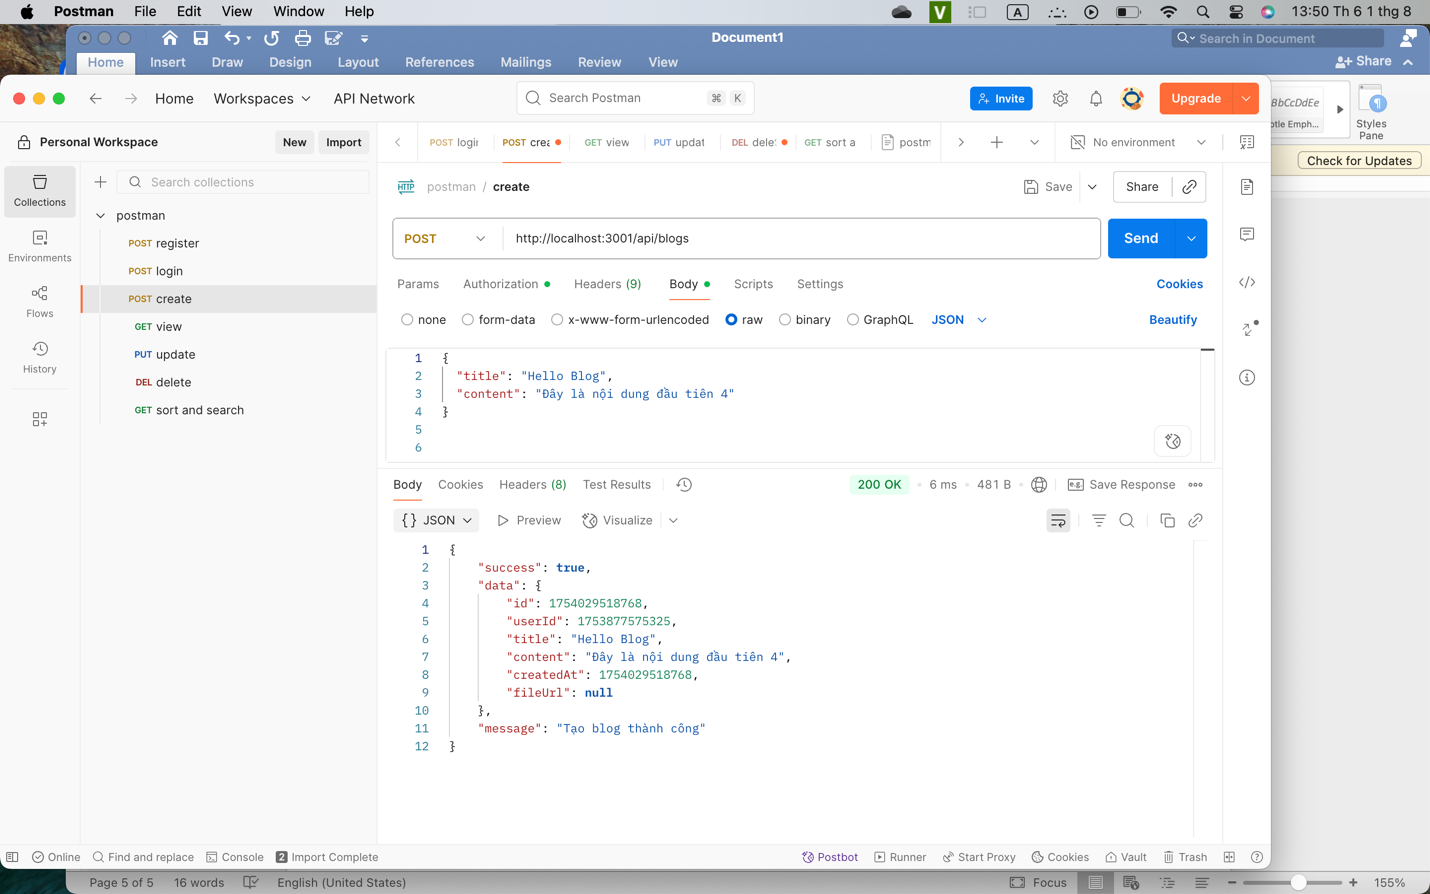 Postman File Edit View Window Help V A 13:50 Th 6 1 thg 8
Document1
Search in Document
Home Insert Draw Design Layout References Mailings Review View Share
Home Workspaces API Network Search Postman ⌘ K Invite Upgrade
BbCcDdEe
Styles
Pane
Personal Workspace New Import
POST login POST crea GET view PUT updat DEL dele GET sort a postm No environment
Check for Updates
Collections
Search collections
postman / create Save Share
postman
POST register
POST login
POST create
GET view
PUT update
DEL delete
GET sort and search
Environments
Flows
History
POST http://localhost:3001/api/blogs Send
Params Authorization Headers (9) Body Scripts Settings Cookies
none form-data x-www-form-urlencoded raw binary GraphQL JSON Beautify
1 {
2 "title": "Hello Blog",
3 "content": "Đây là nội dung đầu tiên 4"
4 }
5
6
Body Cookies Headers (8) Test Results 200 OK • 6 ms • 481 B • e.g. Save Response
{} JSON Preview Visualize
1 {
2 "success": true,
3 "data": {
4 "id": 1754029518768,
5 "userId": 1753877575325,
6 "title": "Hello Blog",
7 "content": "Đây là nội dung đầu tiên 4",
8 "createdAt": 1754029518768,
9 "fileUrl": null
10 },
11 "message": "Tạo blog thành công"
12 }
Online Find and replace Console 2 Import Complete Postbot Runner Start Proxy Cookies Vault Trash
Page 5 of 5 16 words English (United States) Focus 155%